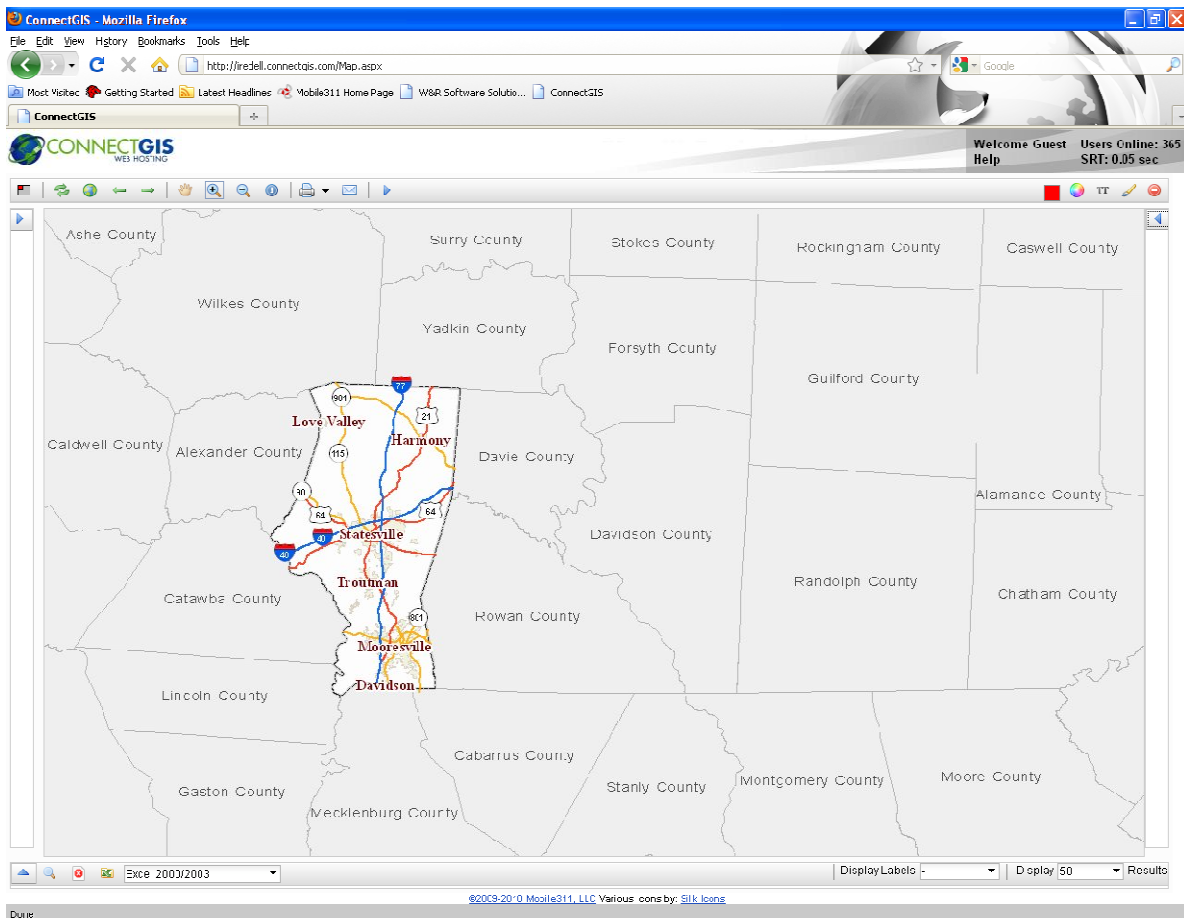 ConnectGIS - Mozilla Firefox
File Edit View History Bookmarks Tools Help
http://iredell.connectgis.com/Map.aspx
Google
Most Visited Getting Started Latest Headlines Mobile311 Home Page W&R Software Solutio... ConnectGIS
ConnectGIS
CONNECTGIS
WEB HOSTING
Welcome Guest Users Online: 365
Help SRT: 0.05 sec
TT
Ashe County
Surry County
Stokes County
Rockingham County
Caswell County
Wilkes County
Yadkin County
Forsyth County
Guilford County
77
901
21
Love Valley
Harmony
Caldwell County
Alexander County
115
Davie County
90
64
64
Alamance County
Statesville
40
40
Davidson County
Troutman
Randolph County
Chatham County
Catawba County
801
Rowan County
Mooresville
Davidson
Lincoln County
Cabarrus County
Gaston County
Stanly County
Montgomery County
Moore County
Mecklenburg County
Excel 2000/2003
Display Labels -
Display 50 Results
©2009-2010 Mobile311, LLC Various icons by: Silk Icons
Done